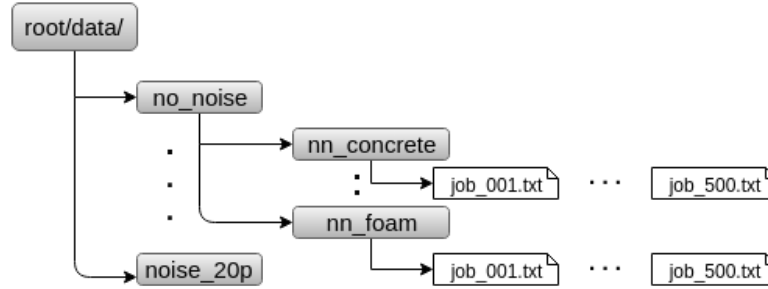 root/data/
no_noise
nn_concrete
job_001.txt ... job_500.txt
nn_foam
noise_20p
job_001.txt ... job_500.txt